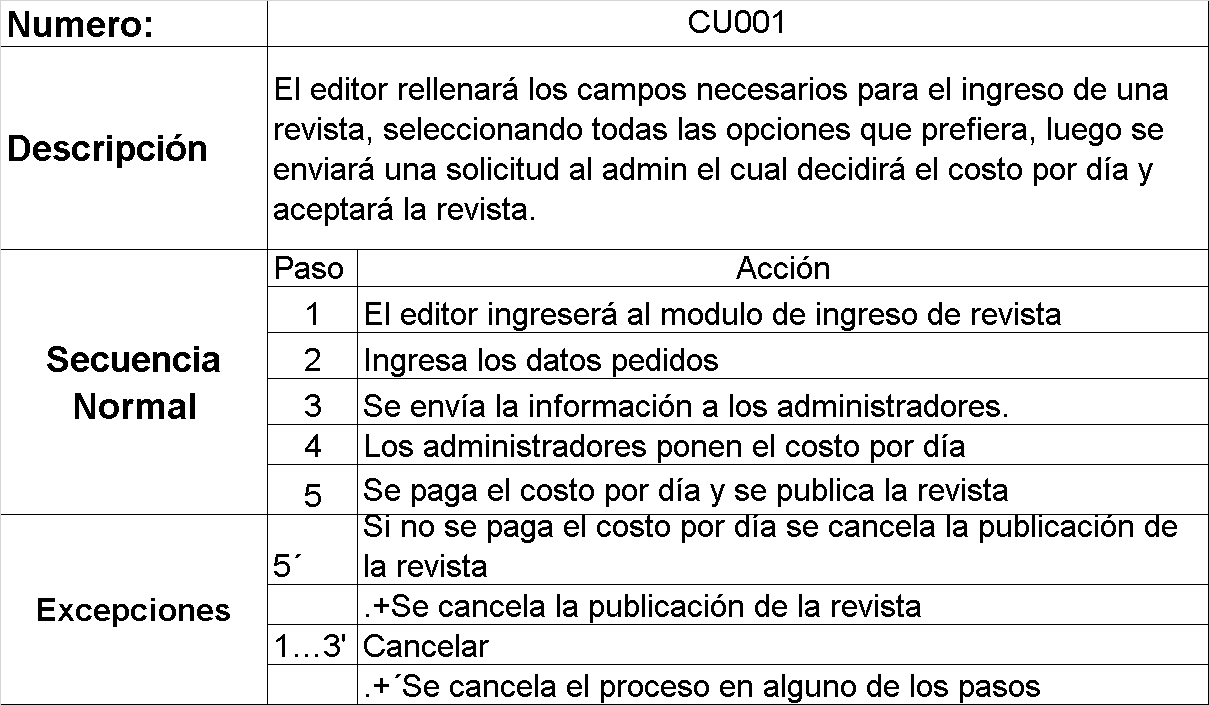 Numero: CU001
Descripción
El editor rellenará los campos necesarios para el ingreso de una
revista, seleccionando todas las opciones que prefiera, luego se
enviará una solicitud al admin el cual decidirá el costo por día y
aceptará la revista.
Secuencia
Normal
Paso Acción
1 El editor ingreserá al modulo de ingreso de revista
2 Ingresa los datos pedidos
3 Se envía la información a los administradores.
4 Los administradores ponen el costo por día
5 Se paga el costo por día y se publica la revista
Excepciones
5´ Si no se paga el costo por día se cancela la publicación de
la revista
.+Se cancela la publicación de la revista
1…3' Cancelar
.+´Se cancela el proceso en alguno de los pasos